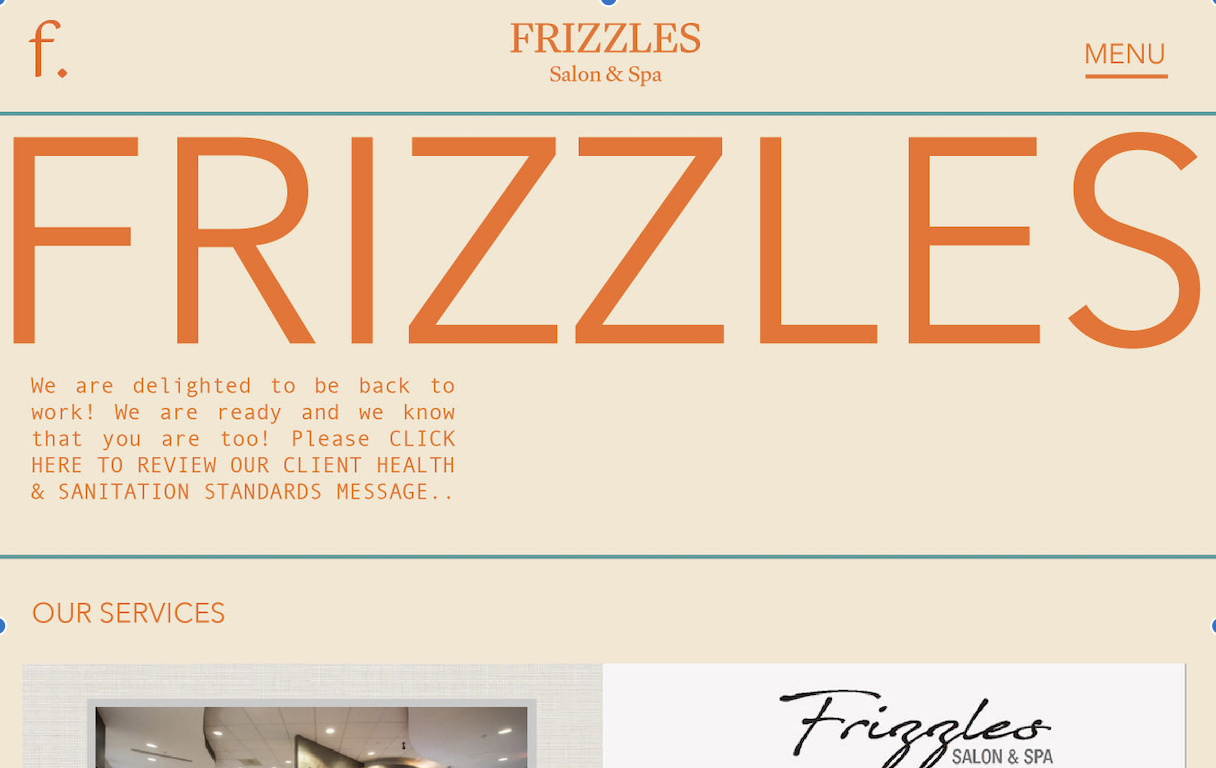 f.
FRIZZLES
Salon & Spa
MENU
FRIZZLES
We are delighted to be back to
work! We are ready and we know
that you are too! Please CLICK
HERE TO REVIEW OUR CLIENT HEALTH
& SANITATION STANDARDS MESSAGE..
OUR SERVICES
Frizzles
SALON & SPA